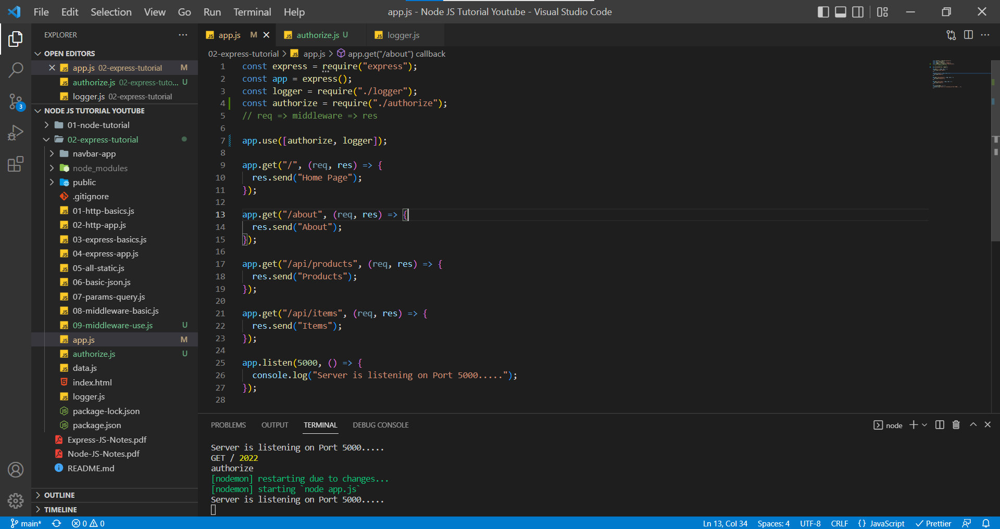 File Edit Selection View Go Run Terminal Help
app.js - Node JS Tutorial Youtube - Visual Studio Code
EXPLORER
OPEN EDITORS
app.js 02-express-tutorial M
authorize.js 02-express-tuto... U
logger.js 02-express-tutorial
NODE JS TUTORIAL YOUTUBE
01-node-tutorial
02-express-tutorial
navbar-app
node_modules
public
.gitignore
01-http-basics.js
02-http-app.js
03-express-basics.js
04-express-app.js
05-all-static.js
06-basic-json.js
07-params-query.js
08-middleware-basic.js
09-middleware-use.js U
app.js M
authorize.js U
data.js
index.html
logger.js
package-lock.json
package.json
Express-JS-Notes.pdf
Node-JS-Notes.pdf
README.md
OUTLINE
TIMELINE
3
app.js M authorize.js U logger.js
02-express-tutorial > app.js > app.get("/about") callback
1 const express = require("express");
2 const app = express();
3 const logger = require("./logger");
4 const authorize = require("./authorize");
5 // req => middleware => res
6
7 app.use([authorize, logger]);
8
9 app.get("/", (req, res) => {
10 res.send("Home Page");
11 });
12
13 app.get("/about", (req, res) => {
14 res.send("About");
15 });
16
17 app.get("/api/products", (req, res) => {
18 res.send("Products");
19 });
20
21 app.get("/api/items", (req, res) => {
22 res.send("Items");
23 });
24
25 app.listen(5000, () => {
26 console.log("Server is listening on Port 5000.....");
27 });
28
PROBLEMS OUTPUT TERMINAL DEBUG CONSOLE
node
Server is listening on Port 5000.....
GET / 2022
authorize
[nodemon] restarting due to changes...
[nodemon] starting `node app.js`
Server is listening on Port 5000.....
main* 0 0
Ln 13, Col 34 Spaces: 4 UTF-8 CRLF {} JavaScript Prettier